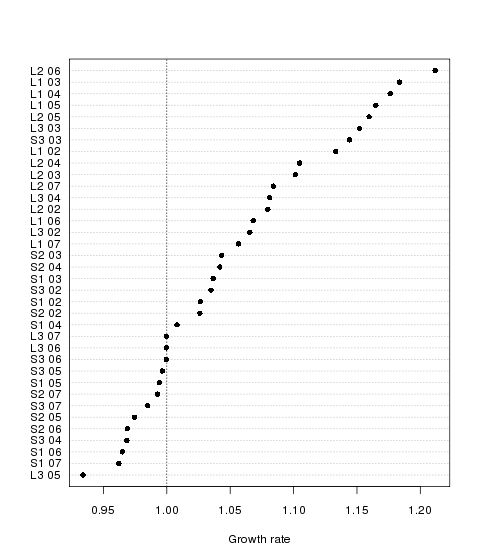 L2 06
L1 03
L1 04
L1 05
L2 05
L3 03
S3 03
L1 02
L2 04
L2 03
L2 07
L3 04
L2 02
L1 06
L3 02
L1 07
S2 03
S2 04
S1 03
S3 02
S1 02
S2 02
S1 04
L3 07
L3 06
S3 06
S3 05
S1 05
S2 07
S3 07
S2 05
S2 06
S3 04
S1 06
S1 07
L3 05
0.95 1.00 1.05 1.10 1.15 1.20
Growth rate